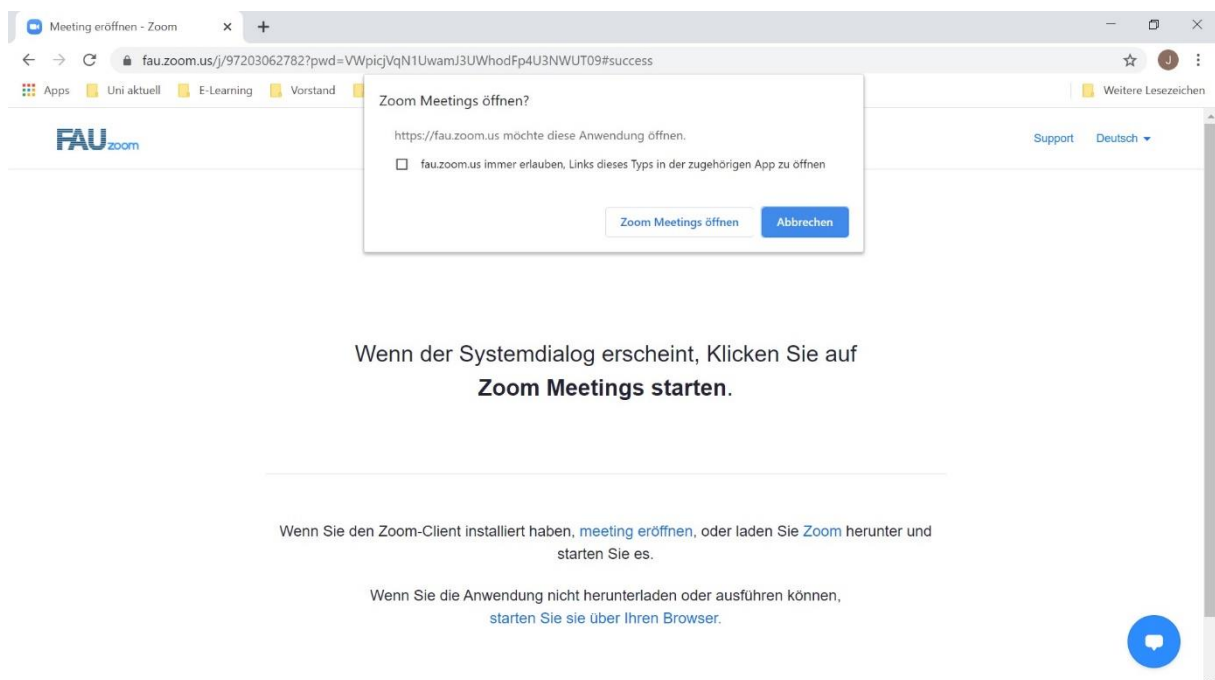 Meeting eröffnen - Zoom
fau.zoom.us/j/97203062782?pwd=VWpicjVqN1UwamJ3UWhodFp4U3NWUT09#success
J
Apps Uni aktuell E-Learning Vorstand Weitere Lesezeichen
Zoom Meetings öffnen?
https://fau.zoom.us möchte diese Anwendung öffnen.
fau.zoom.us immer erlauben, Links dieses Typs in der zugehörigen App zu öffnen
Zoom Meetings öffnen Abbrechen
FAU zoom
Support Deutsch
Wenn der Systemdialog erscheint, Klicken Sie auf
Zoom Meetings starten.
Wenn Sie den Zoom-Client installiert haben, meeting eröffnen, oder laden Sie Zoom herunter und
starten Sie es.
Wenn Sie die Anwendung nicht herunterladen oder ausführen können,
starten Sie sie über Ihren Browser.